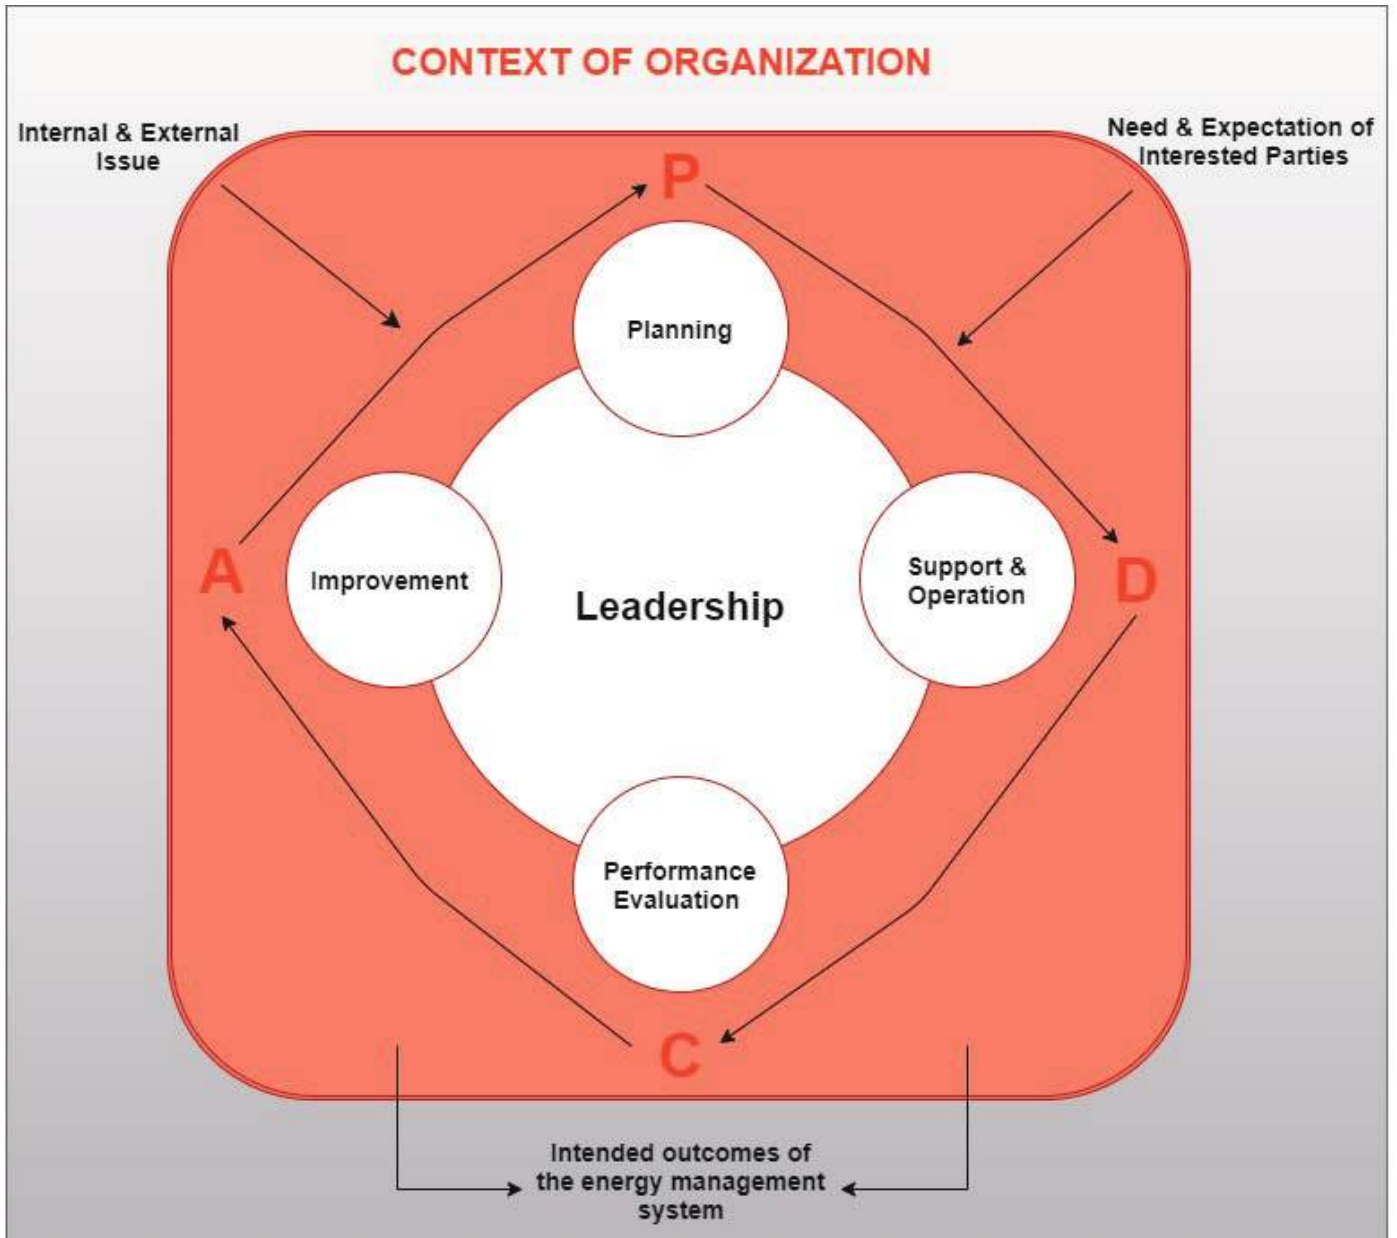 CONTEXT OF ORGANIZATION
Internal & External
Issue
Need & Expectation of
Interested Parties
P
Planning
A
Improvement
Leadership
Support &
Operation
D
Performance
Evaluation
C
Intended outcomes of
the energy management
system